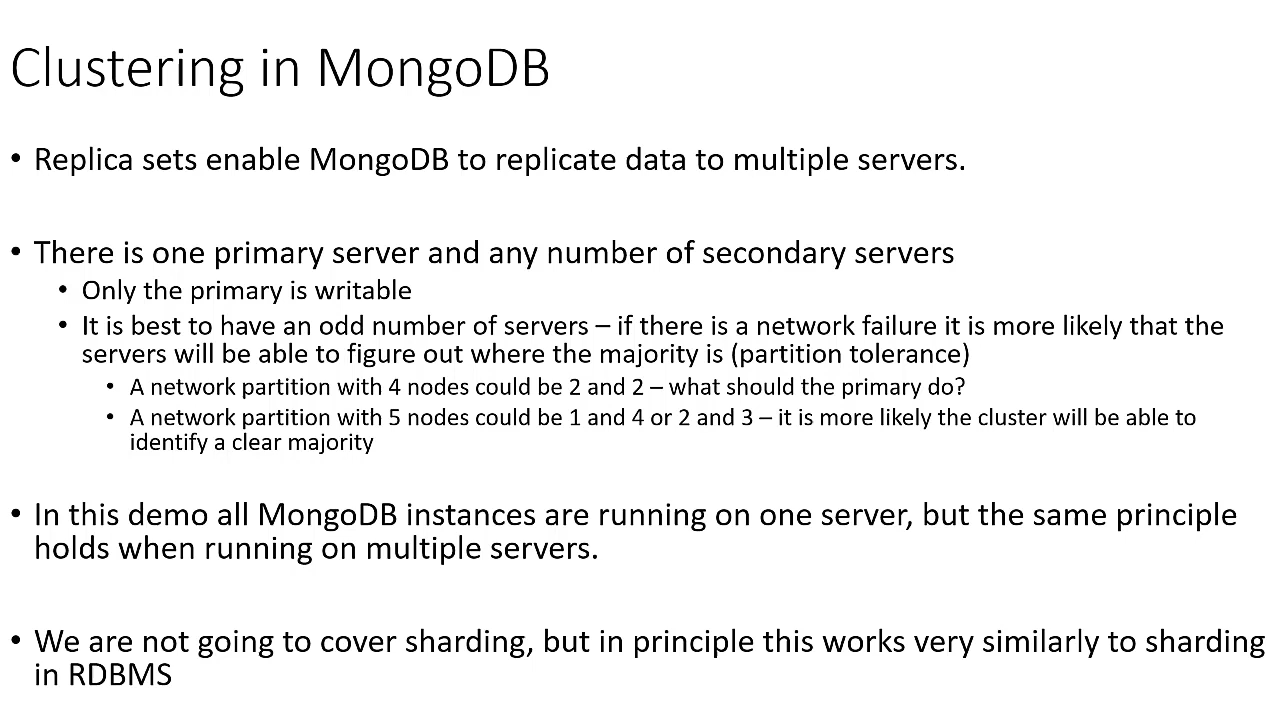 Clustering in MongoDB
• Replica sets enable MongoDB to replicate data to multiple servers.
• There is one primary server and any number of secondary servers
• Only the primary is writable
• It is best to have an odd number of servers – if there is a network failure it is more likely that the
servers will be able to figure out where the majority is (partition tolerance)
• A network partition with 4 nodes could be 2 and 2 – what should the primary do?
• A network partition with 5 nodes could be 1 and 4 or 2 and 3 – it is more likely the cluster will be able to
identify a clear majority
• In this demo all MongoDB instances are running on one server, but the same principle
holds when running on multiple servers.
• We are not going to cover sharding, but in principle this works very similarly to sharding
in RDBMS